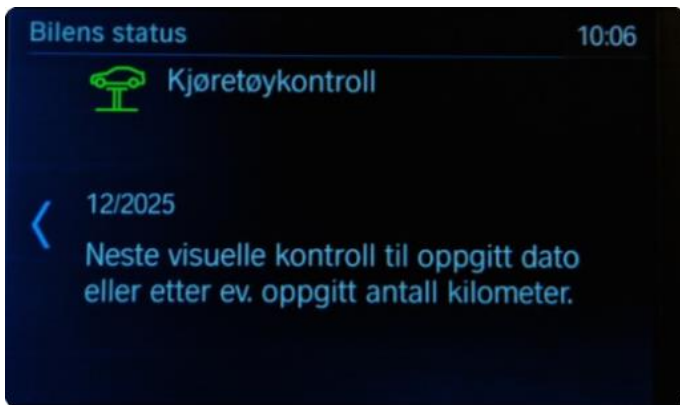 Bilens status 10:06
Kjøretøykontroll
12/2025
Neste visuelle kontroll til oppgitt dato
eller etter ev. oppgitt antall kilometer.